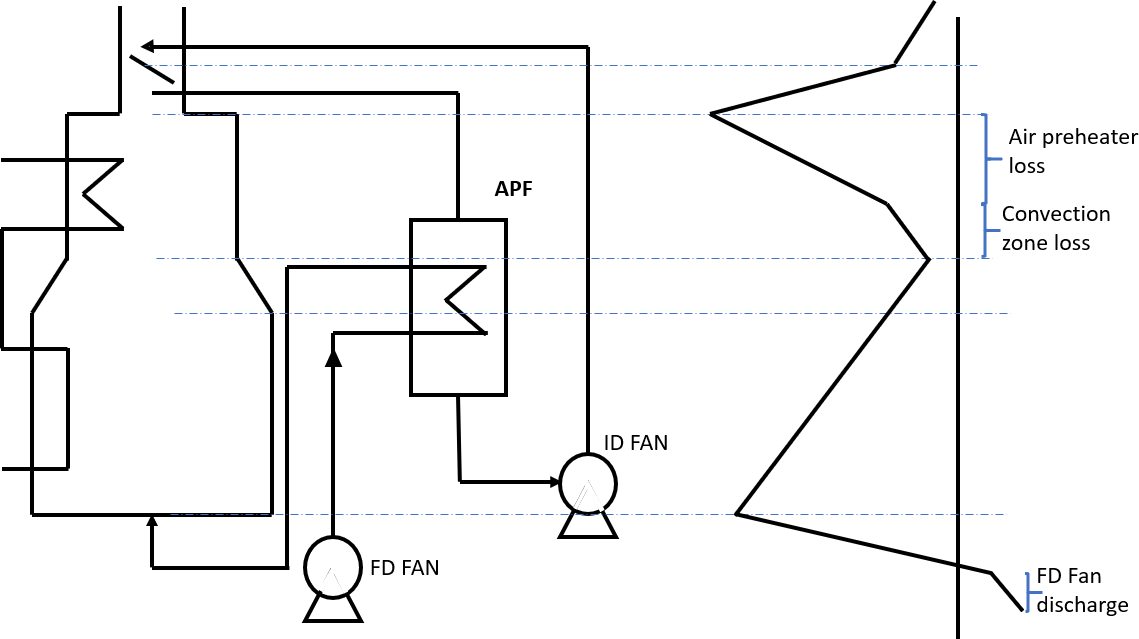 Air preheater
loss
APF
Convection
zone loss
ID FAN
FD FAN
FD Fan
discharge